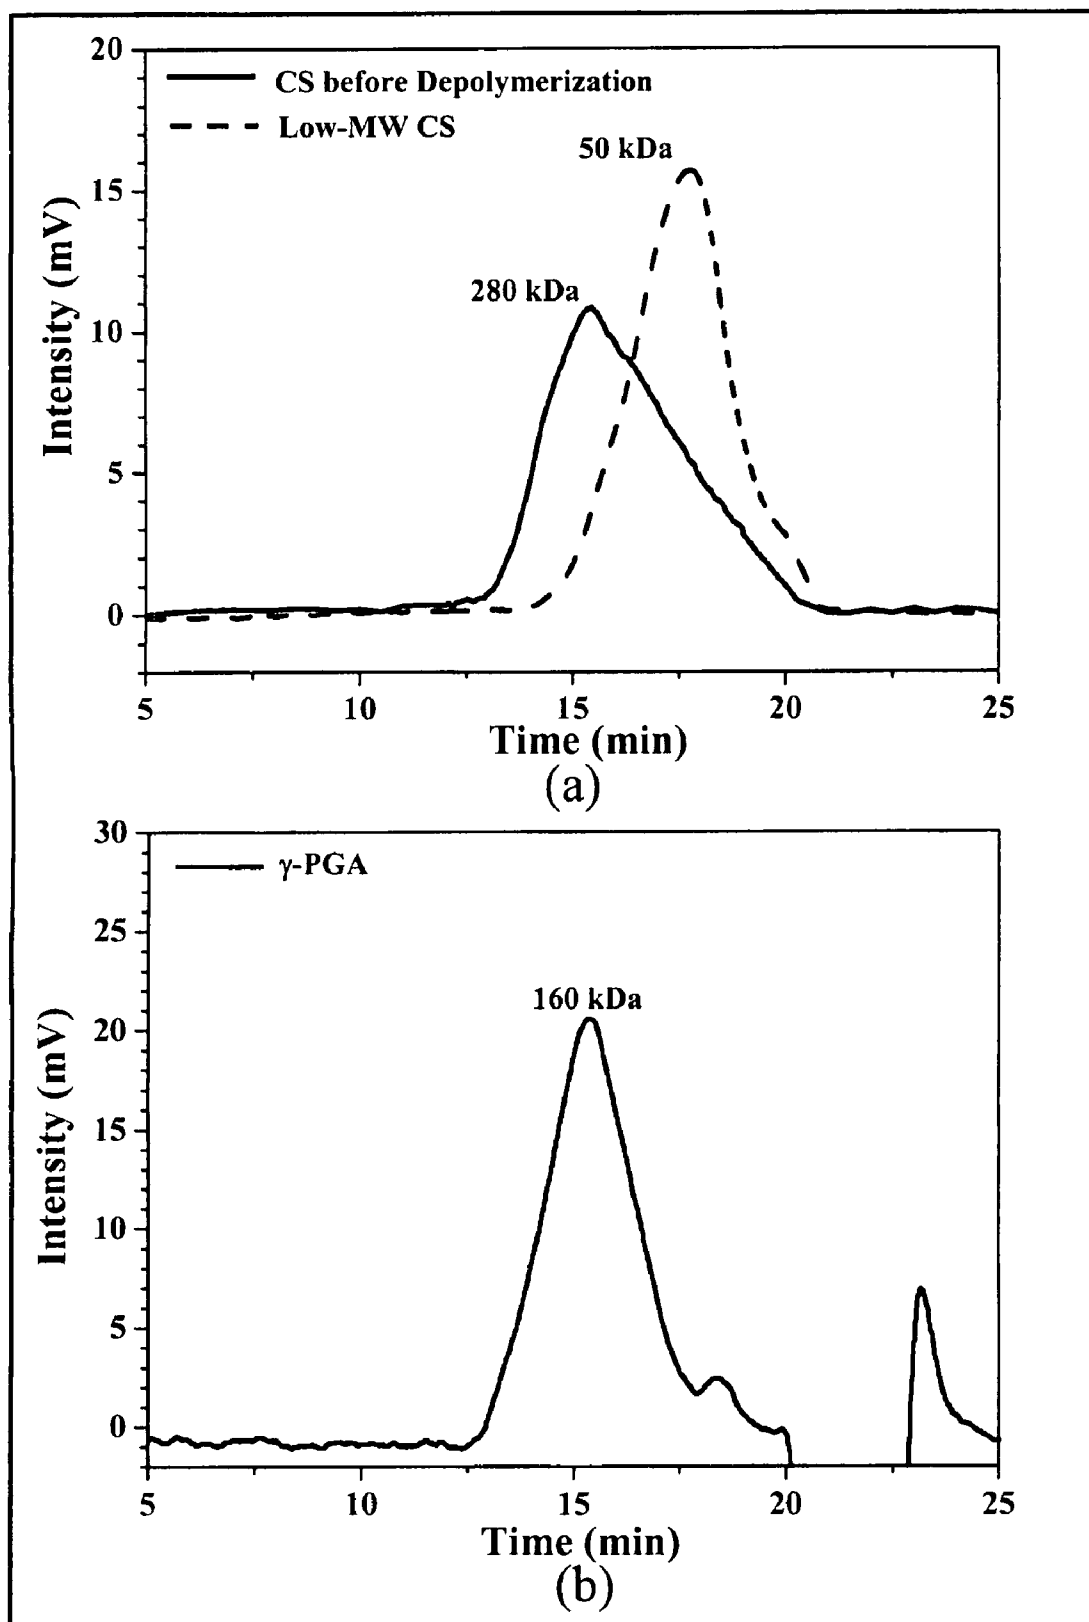 20
CS before Depolymerization
Low-MW CS
50 kDa
15
280 kDa
10
5
0
Intensity (mV)
5 10 15 20 25
Time (min)
(a)
30
γ-PGA
25
160 kDa
20
15
10
5
0
Intensity (mV)
5 10 15 20 25
Time (min)
(b)